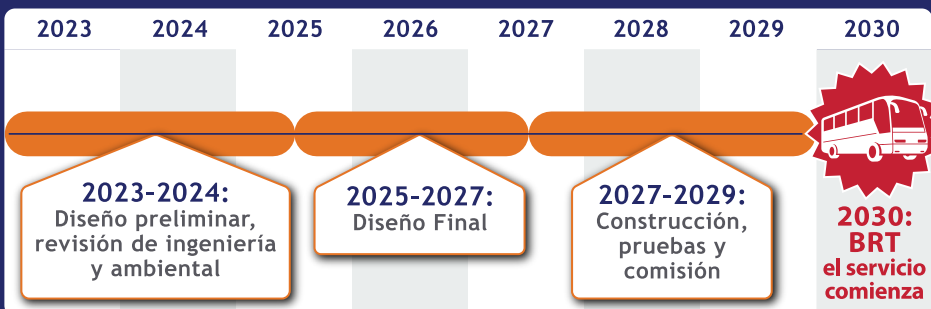 2023 2024 2025 2026 2027 2028 2029 2030
2023-2024:
Diseño preliminar,
revisión de ingeniería
y ambiental
2025-2027:
Diseño Final
2027-2029:
Construcción,
pruebas y
comisión
2030:
BRT
el servicio
comienza